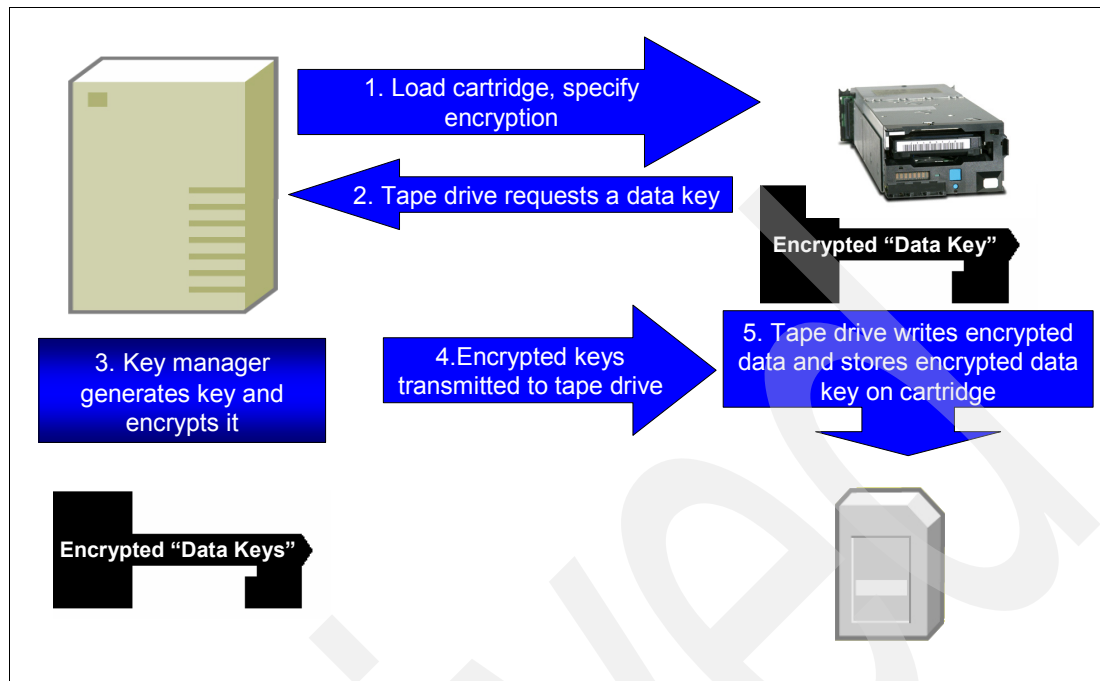 1. Load cartridge, specify
encryption
2. Tape drive requests a data key
Encrypted “Data Key”
3. Key manager
generates key and
encrypts it
4.Encrypted keys
transmitted to tape drive
5. Tape drive writes encrypted
data and stores encrypted data
key on cartridge
Encrypted “Data Keys”